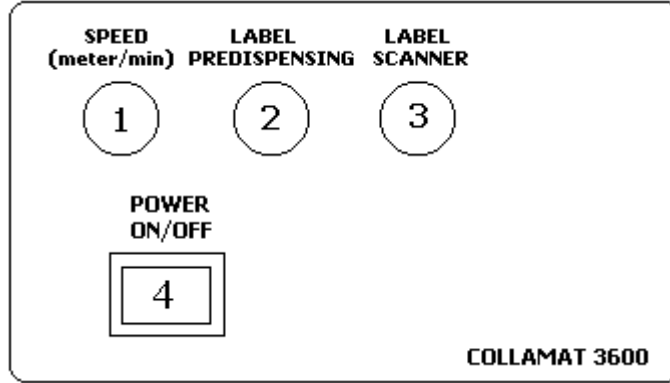 SPEED
(meter/min)
LABEL
PREDISPENSING
LABEL
SCANNER
1
2
3
POWER
ON/OFF
4
COLLAMAT 3600